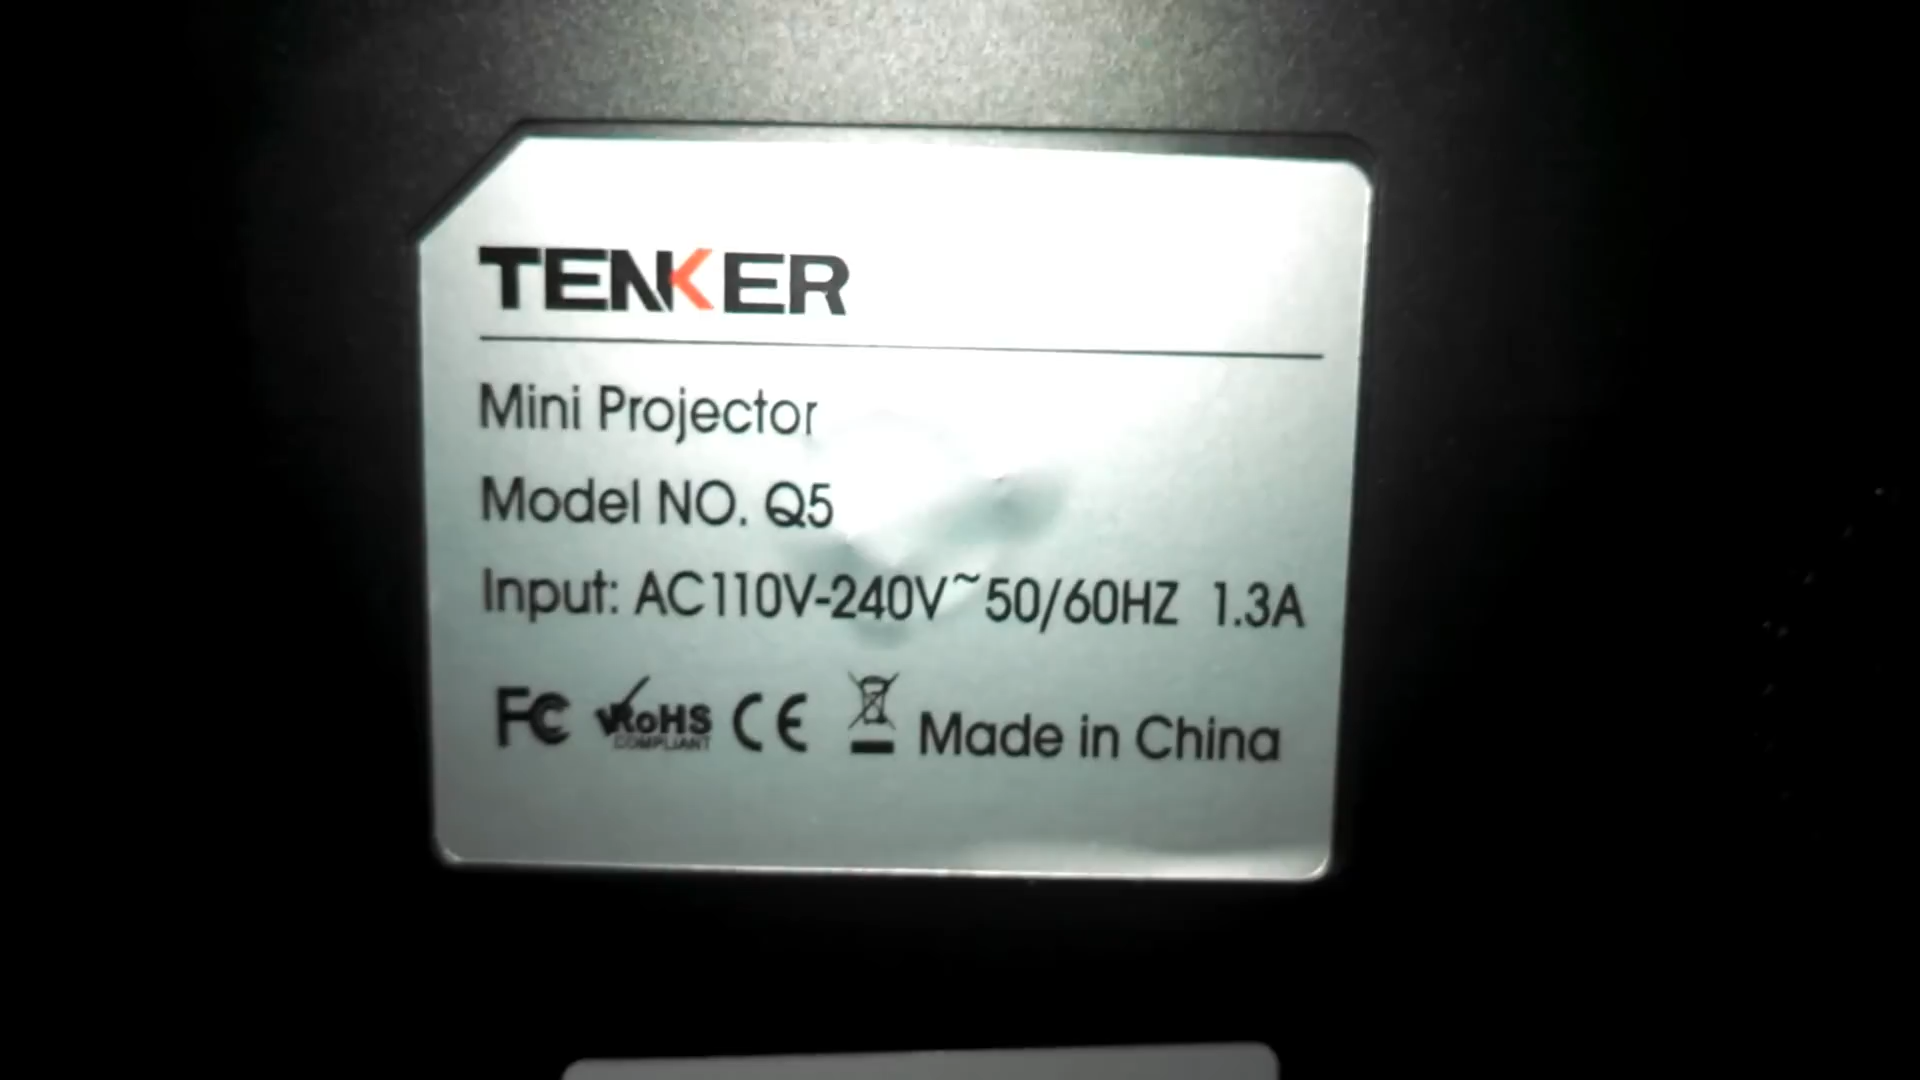 TENKER
Mini Projector
Model NO. Q5
Input: AC110V-240V~50/60HZ 1.3A
FC RoHS COMPLIANT CE Made in China